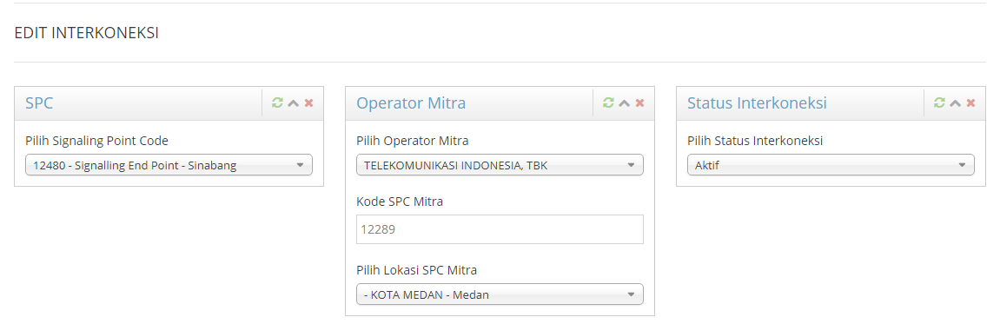 EDIT INTERKONEKSI
SPC
Pilih Signaling Point Code
12480 - Signalling End Point - Sinabang
Operator Mitra
Pilih Operator Mitra
TELEKOMUNIKASI INDONESIA, TBK
Kode SPC Mitra
12289
Pilih Lokasi SPC Mitra
- KOTA MEDAN - Medan
Status Interkoneksi
Pilih Status Interkoneksi
Aktif